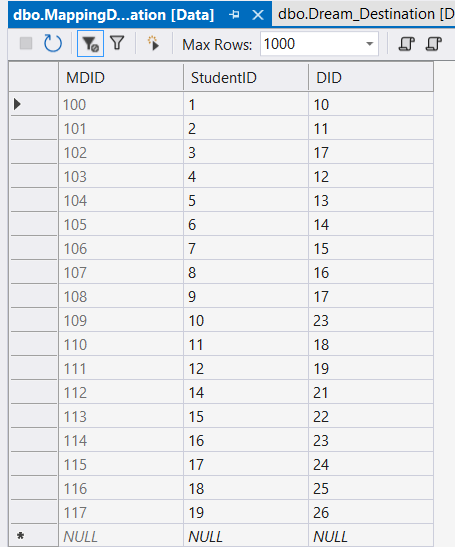 dbo.MappingD...ation [Data] dbo.Dream_Destination [D
Max Rows: 1000
MDID StudentID DID
100 1 10
101 2 11
102 3 17
103 4 12
104 5 13
105 6 14
106 7 15
107 8 16
108 9 17
109 10 23
110 11 18
111 12 19
112 14 21
113 15 22
114 16 23
115 17 24
116 18 25
117 19 26
NULL NULL NULL